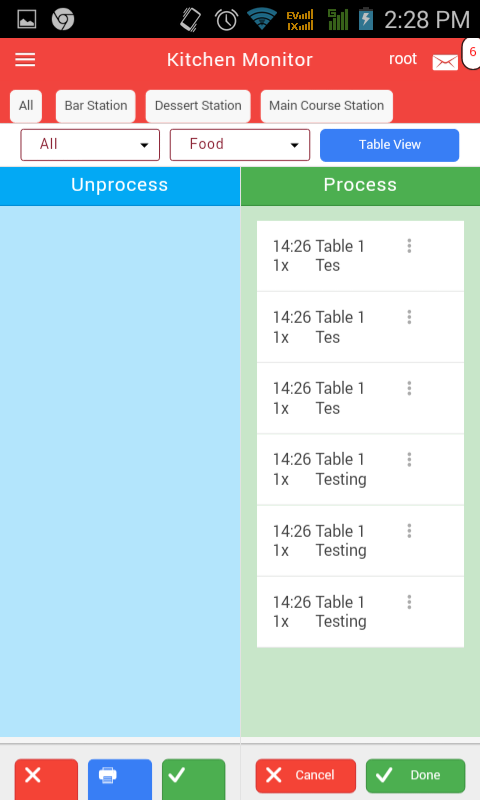 EV
IX
G
2:28 PM
Kitchen Monitor
root
6
All
Bar Station
Dessert Station
Main Course Station
All
Food
Table View
Unprocess
Process
14:26 Table 1
1x Tes
14:26 Table 1
1x Tes
14:26 Table 1
1x Tes
14:26 Table 1
1x Testing
14:26 Table 1
1x Testing
14:26 Table 1
1x Testing
Cancel
Done